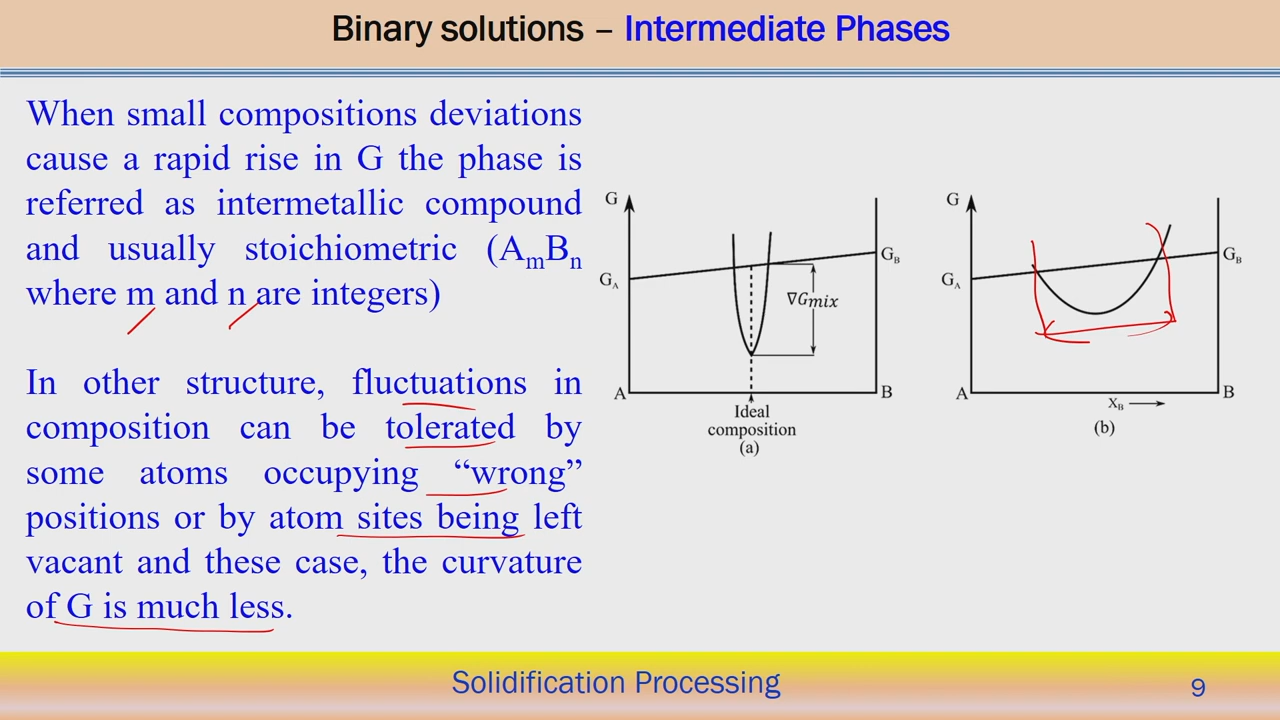 Binary solutions – Intermediate Phases
When small compositions deviations
cause a rapid rise in G the phase is
referred as intermetallic compound
and usually stoichiometric (AmBn
where m and n are integers)
In other structure, fluctuations in
composition can be tolerated by
some atoms occupying “wrong”
positions or by atom sites being left
vacant and these case, the curvature
of G is much less.
G
GA
GB
∇Gmix
A
B
Ideal
composition
(a)
G
GA
GB
A
B
XB
(b)
Solidification Processing
9